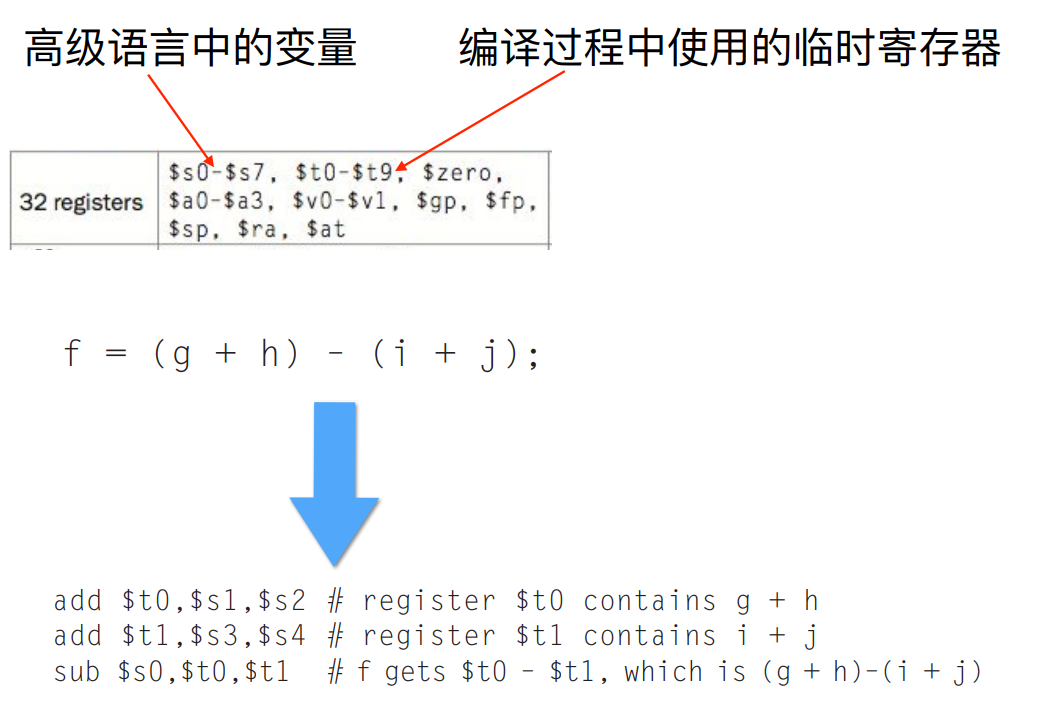 高级语言中的变量 编译过程中使用的临时寄存器
32 registers
$s0-$s7, $t0-$t9, $zero,
$a0-$a3, $v0-$v1, $gp, $fp,
$sp, $ra, $at
f = (g + h) - (i + j);
add $t0,$s1,$s2 # register $t0 contains g + h
add $t1,$s3,$s4 # register $t1 contains i + j
sub $s0,$t0,$t1 # f gets $t0 - $t1, which is (g + h)-(i + j)